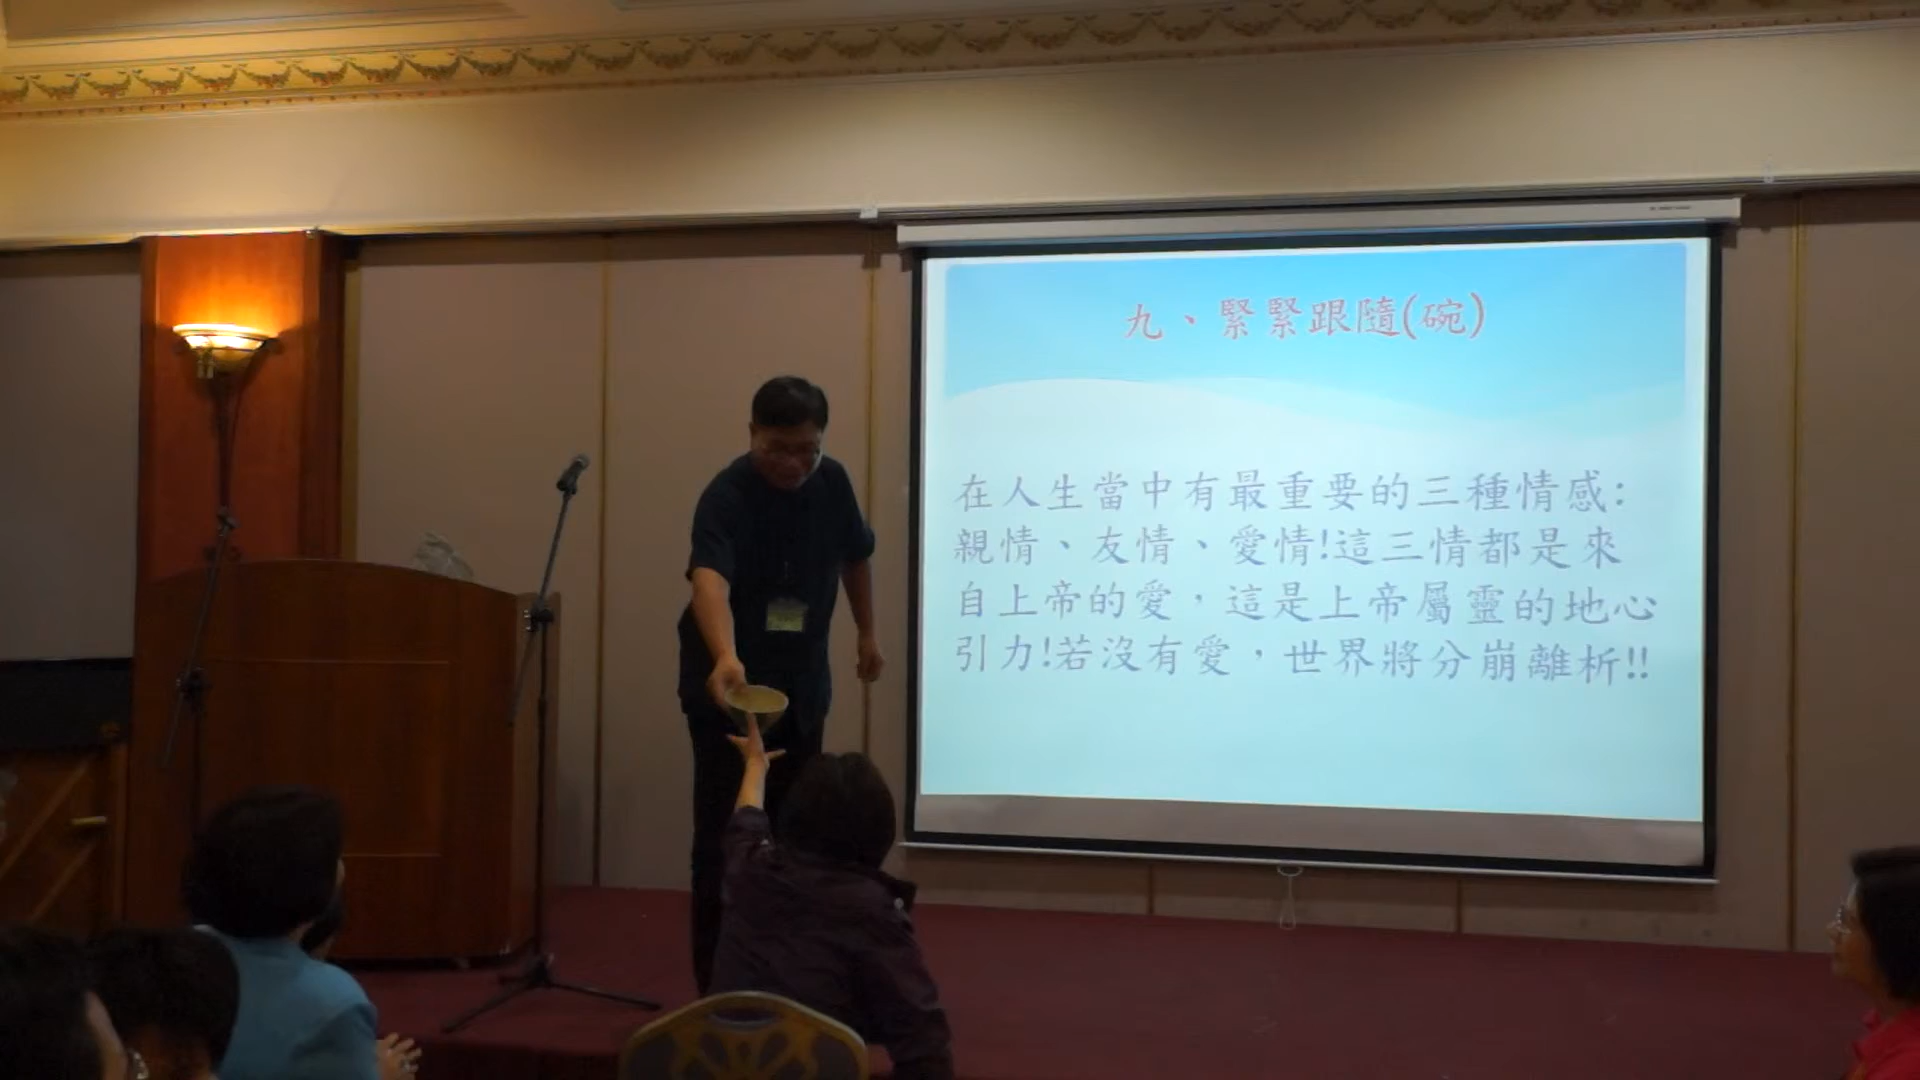 九、緊緊跟隨(碗)
在人生當中有最重要的三種情感:
親情、友情、愛情!這三情都是來
自上帝的愛，這是上帝屬靈的地心
引力!若沒有愛，世界將分崩離析!!